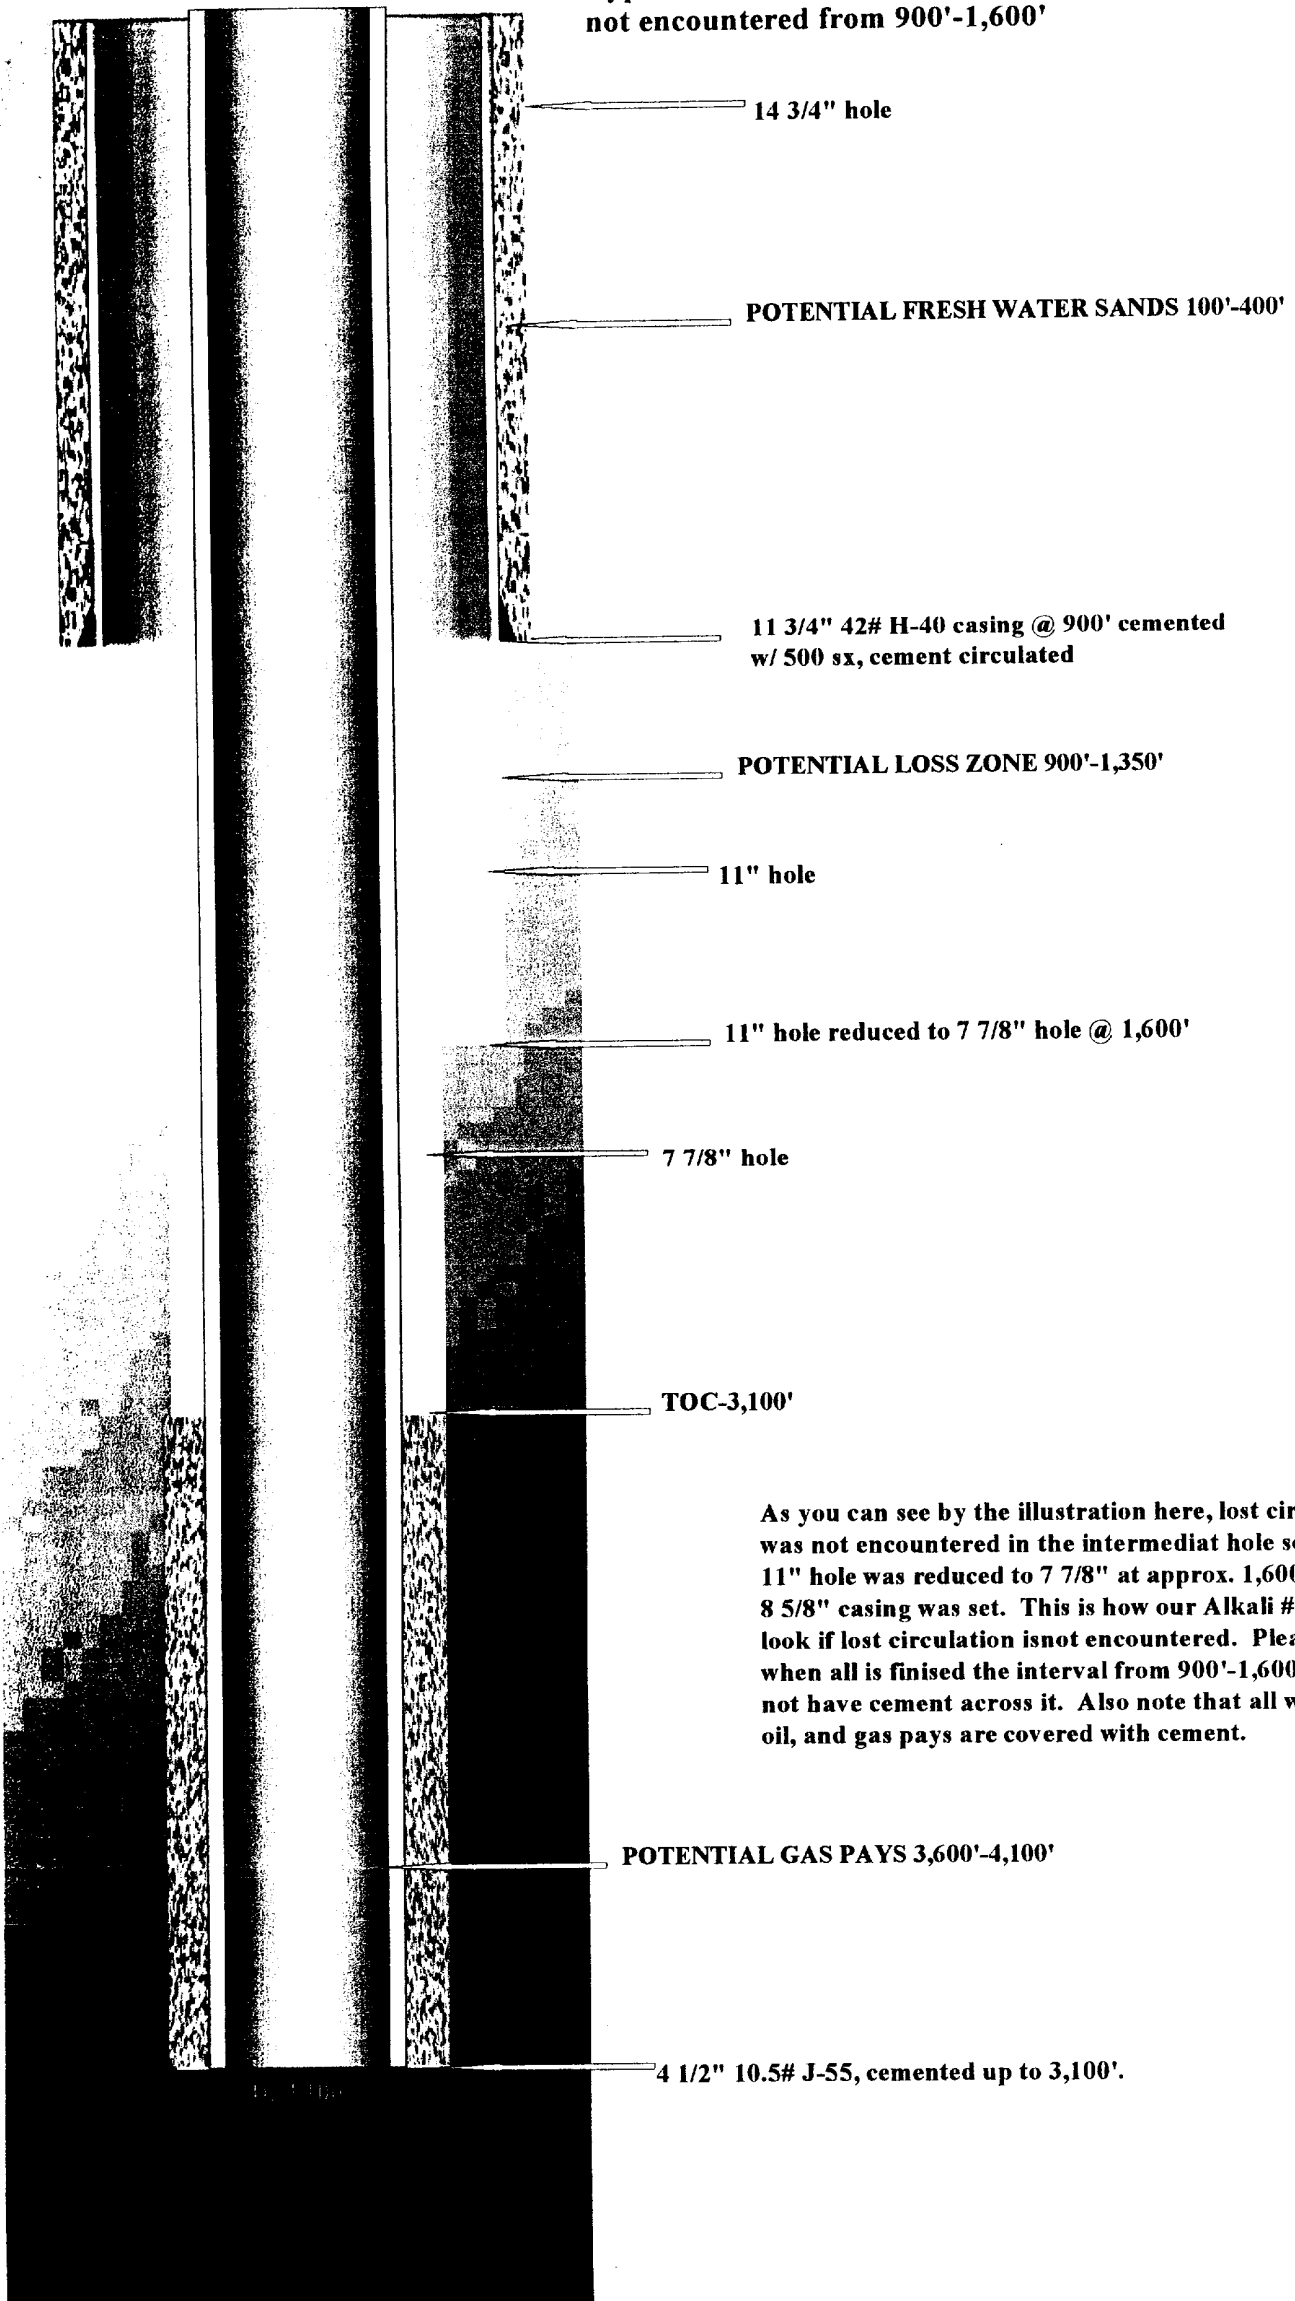 not encountered from 900'-1,600'
14 3/4" hole
POTENTIAL FRESH WATER SANDS 100'-400'
11 3/4" 42# H-40 casing @ 900' cemented
w/ 500 sx, cement circulated
POTENTIAL LOSS ZONE 900'-1,350'
11" hole
11" hole reduced to 7 7/8" hole @ 1,600'
7 7/8" hole
TOC-3,100'
As you can see by the illustration here, lost cir
was not encountered in the intermediat hole s
11" hole was reduced to 7 7/8" at approx. 1,600
8 5/8" casing was set. This is how our Alkali #
look if lost circulation isnot encountered. Plea
when all is finised the interval from 900'-1,600
not have cement across it. Also note that all w
oil, and gas pays are covered with cement.
POTENTIAL GAS PAYS 3,600'-4,100'
4 1/2" 10.5# J-55, cemented up to 3,100'.